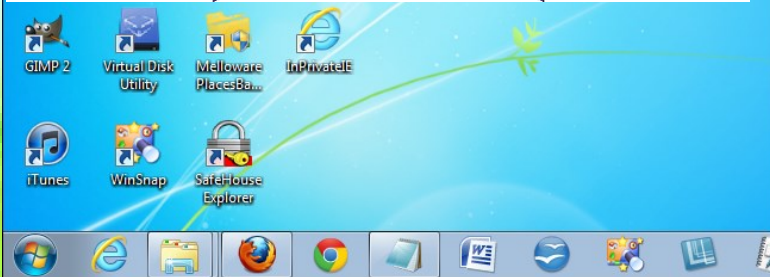 GIMP 2
Virtual Disk
Utility
Melloware
PlacesBa...
InPrivateIE
iTunes
WinSnap
SafeHouse
Explorer